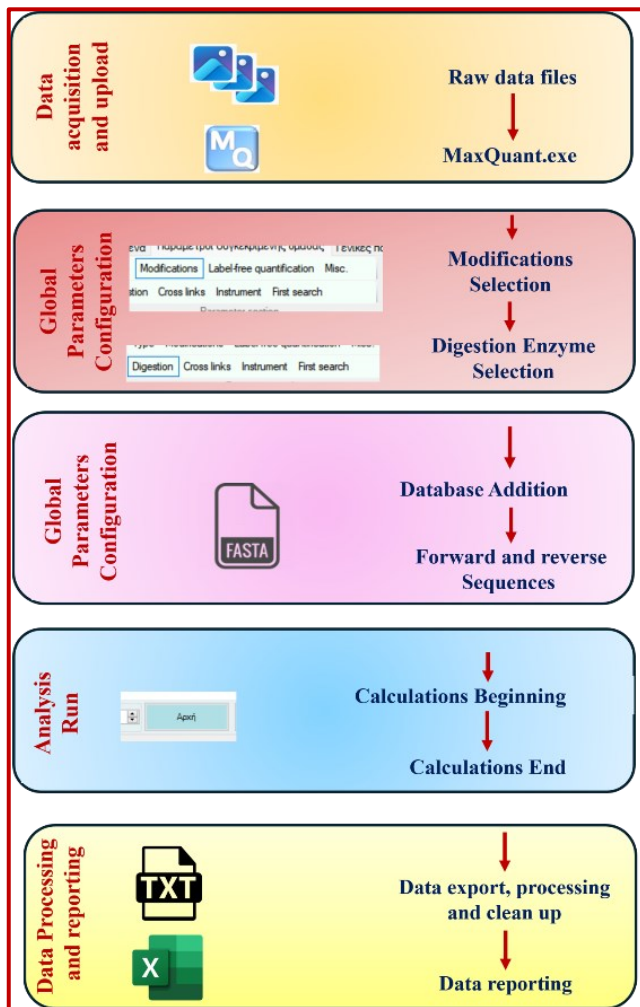 Data
acquisition
and upload
MQ
Raw data files
MaxQuant.exe
Global
Parameters
Configuration
Modifications Label-free quantification Misc.
Cross links Instrument First search
Digestion Cross links Instrument First search
Modifications
Selection
Digestion Enzyme
Selection
Global
Parameters
Configuration
FASTA
Database Addition
Forward and reverse
Sequences
Analysis
Run
Αρχή
Calculations Beginning
Calculations End
Data Processing
and reporting
TXT
X
Data export, processing
and clean up
Data reporting